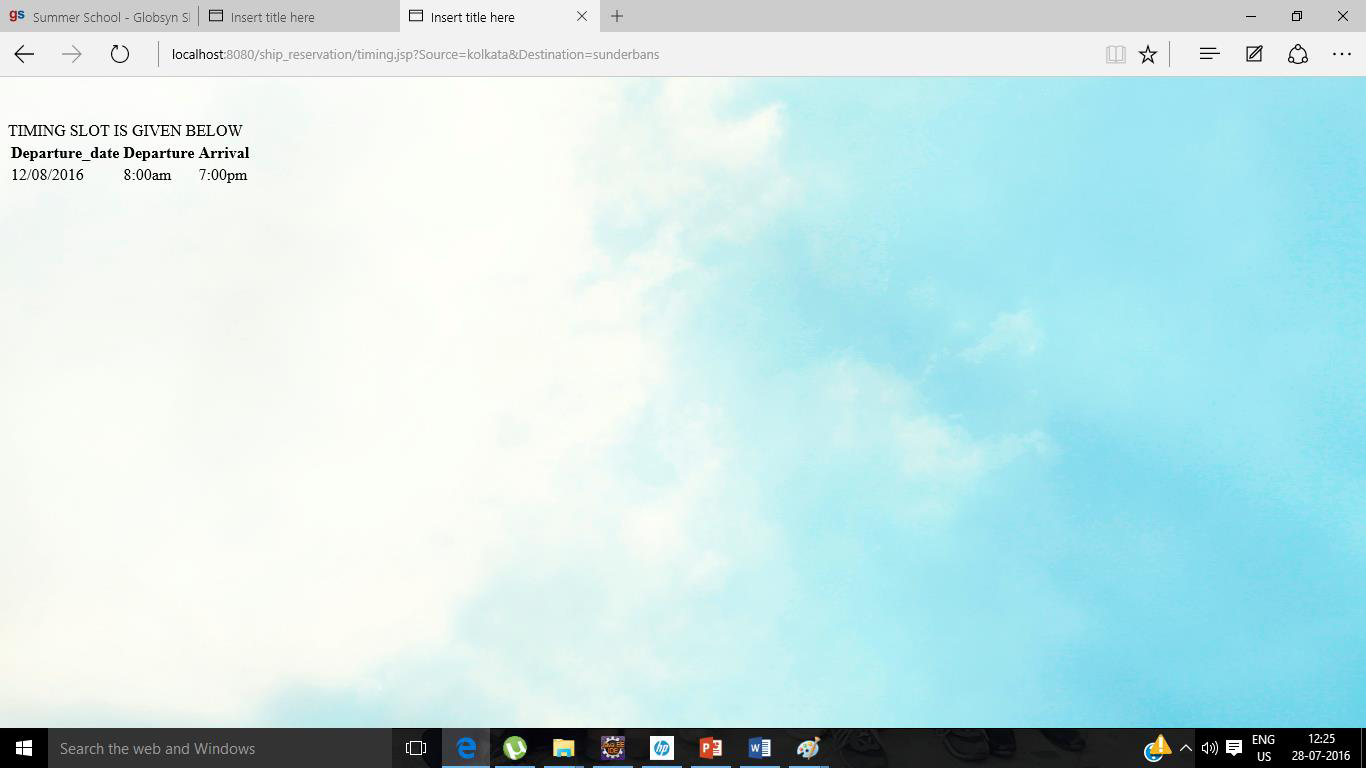 Summer School - Globsyn Sl
Insert title here
Insert title here
localhost:8080/ship_reservation/timing.jsp?Source=kolkata&Destination=sunderbans
TIMING SLOT IS GIVEN BELOW
Departure_date Departure Arrival
12/08/2016 8:00am 7:00pm
Search the web and Windows
ENG
US
12:25
28-07-2016